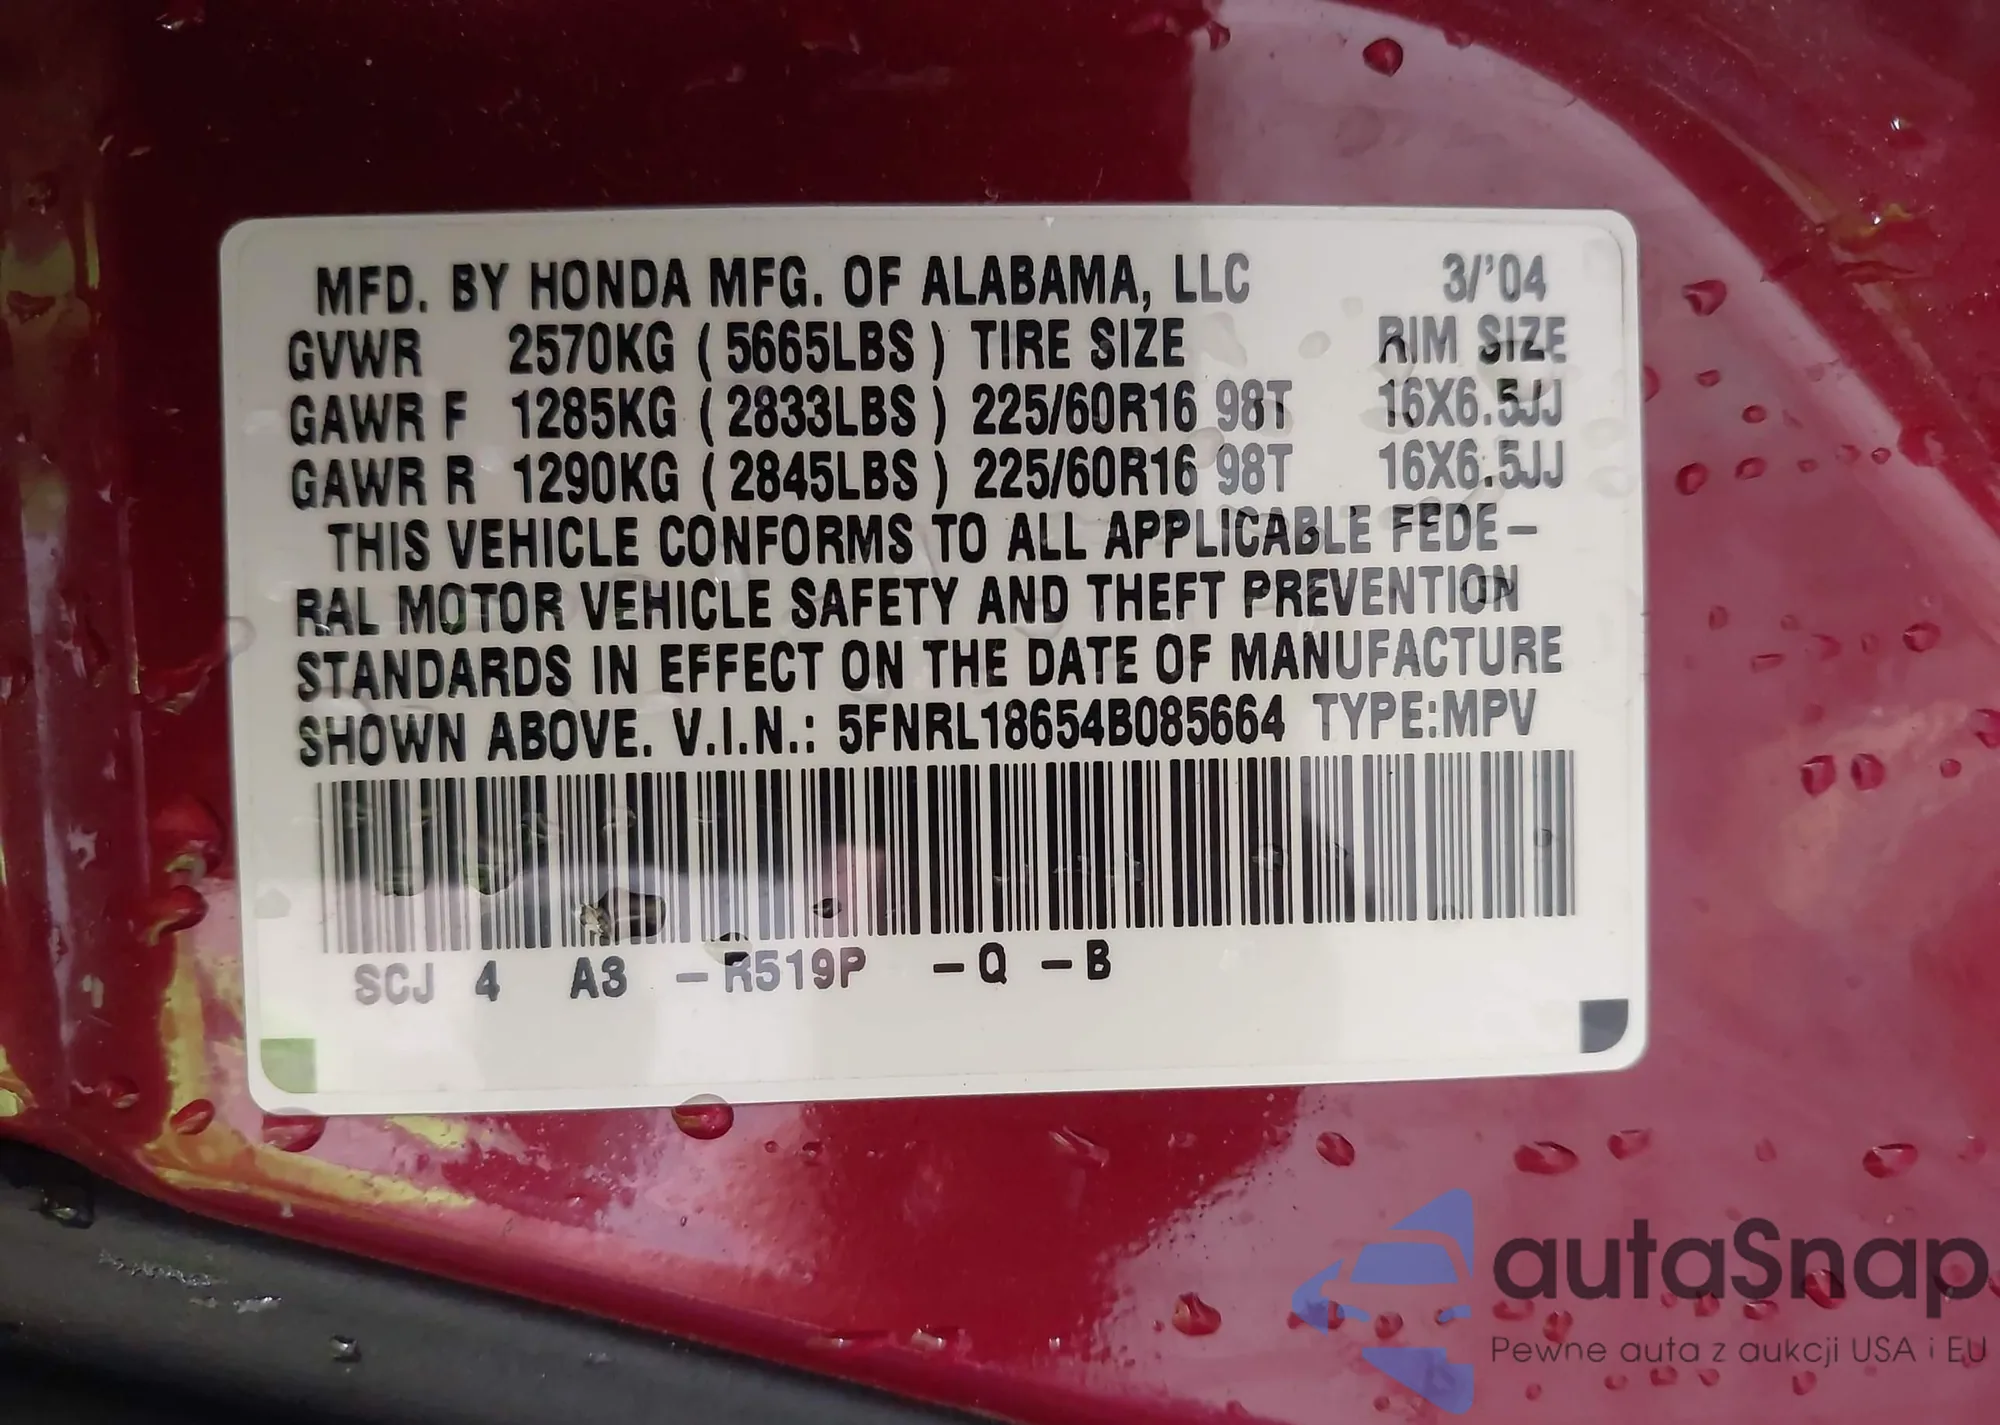 MFD. BY HONDA MFG. OF ALABAMA, LLC 3/'04
GVWR 2570KG ( 5665LBS ) TIRE SIZE RIM SIZE
GAWR F 1285KG ( 2833LBS ) 225/60R16 98T 16X6.5JJ
GAWR R 1290KG ( 2845LBS ) 225/60R16 98T 16X6.5JJ
THIS VEHICLE CONFORMS TO ALL APPLICABLE FEDE-
RAL MOTOR VEHICLE SAFETY AND THEFT PREVENTION
STANDARDS IN EFFECT ON THE DATE OF MANUFACTURE
SHOWN ABOVE. V.I.N.: 5FNRL18654B085664 TYPE:MPV
SCJ 4 A3 -R519P -Q -B
autaSnap
Pewne auta z aukcji USA i EU